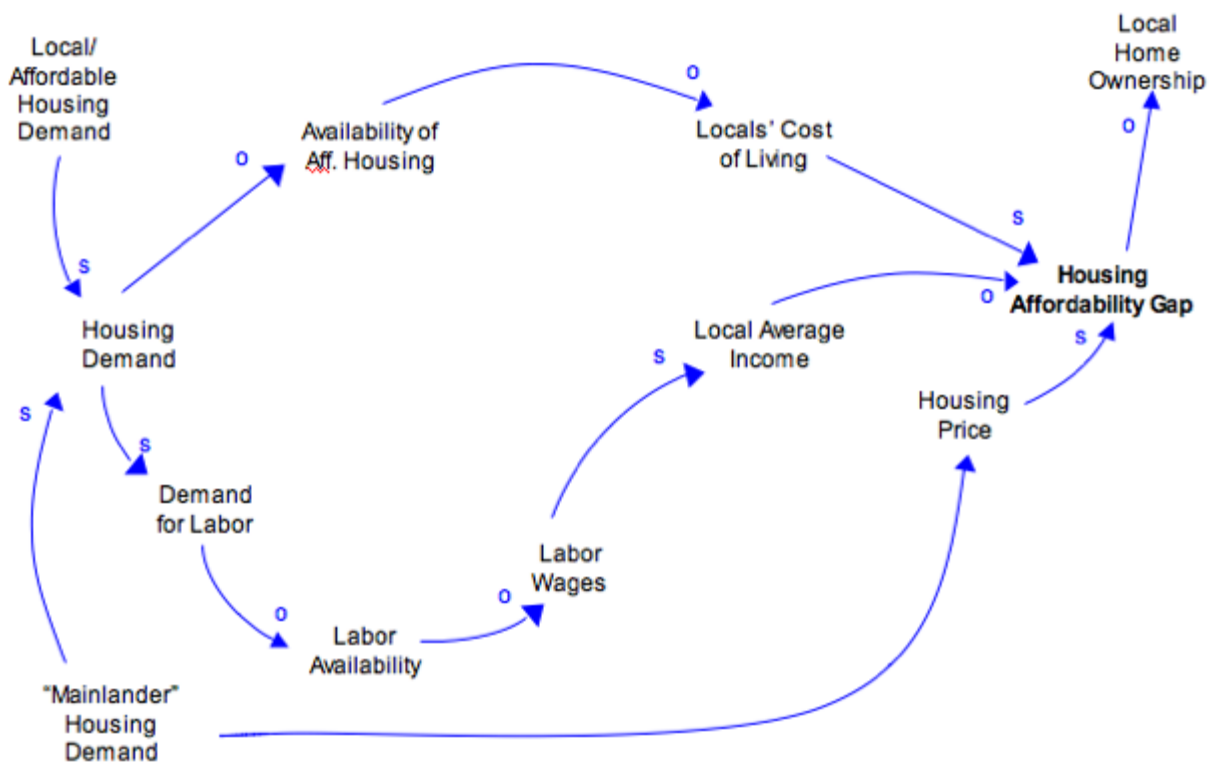 Local
Home
Ownership
Local/
Affordable
Housing
Demand
o
o
Availability of
Aff. Housing
Locals' Cost
of Living
o
s
s
Housing
Affordability Gap
o
Housing
Demand
Local Average
Income
s
s
Housing
Price
s
s
Demand
for Labor
Labor
Wages
o
o
Labor
Availability
“Mainlander”
Housing
Demand